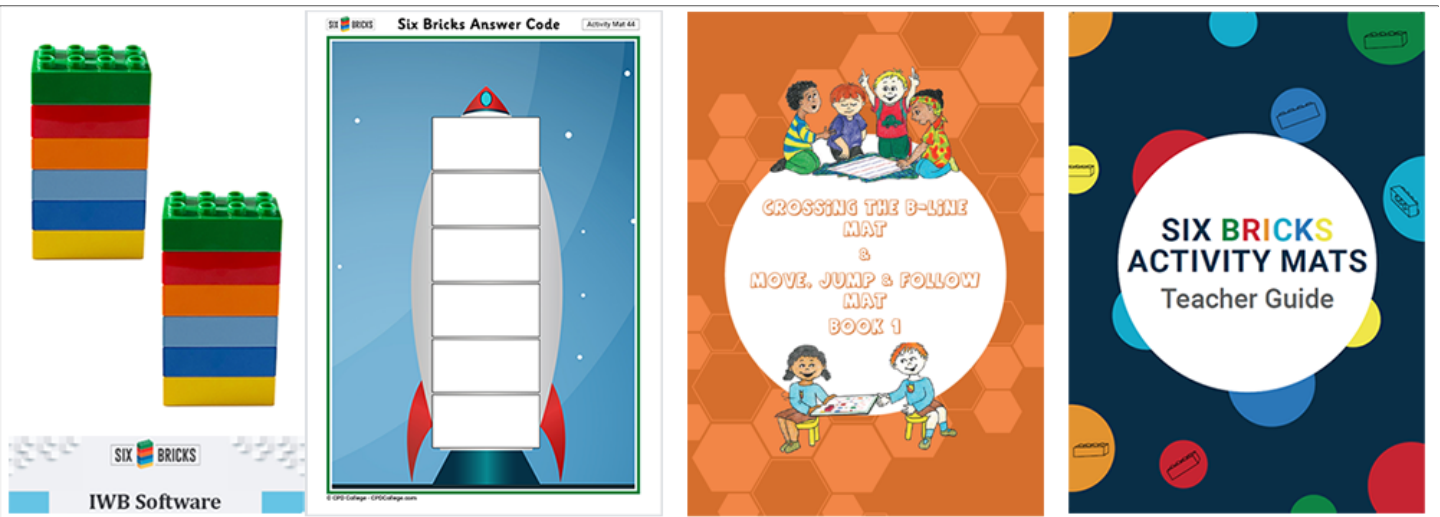 SIX BRICKS
IWB Software
SIX BRICKS
Six Bricks Answer Code
Activity Mat 44
© CPD College - CPDCollege.com
CROSSING THE B-LINE
MAT
&
MOVE, JUMP & FOLLOW
MAT
BOOK 1
SIX BRICKS
ACTIVITY MATS
Teacher Guide